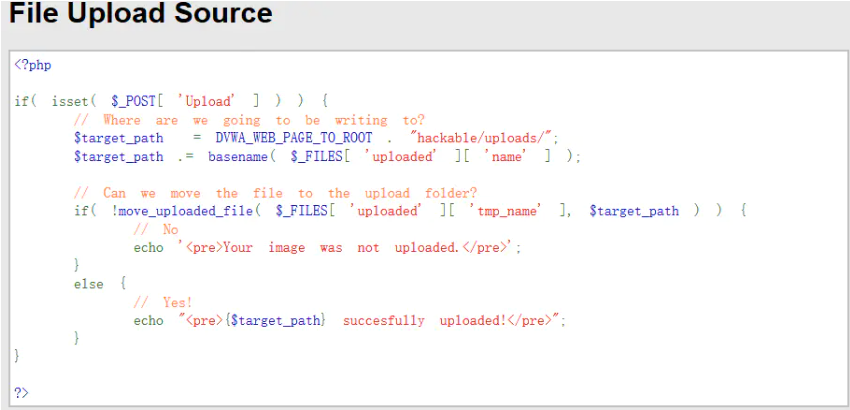 File Upload Source
<?php
if( isset( $_POST[ 'Upload' ] ) ) {
// Where are we going to be writing to?
$target_path = DVWA_WEB_PAGE_TO_ROOT . "hackable/uploads/";
$target_path .= basename( $_FILES[ 'uploaded' ][ 'name' ] );
// Can we move the file to the upload folder?
if( !move_uploaded_file( $_FILES[ 'uploaded' ][ 'tmp_name' ], $target_path ) ) {
// No
echo '<pre>Your image was not uploaded.</pre>';
}
else {
// Yes!
echo "<pre>{$target_path} succesfully uploaded!</pre>";
}
}
?>